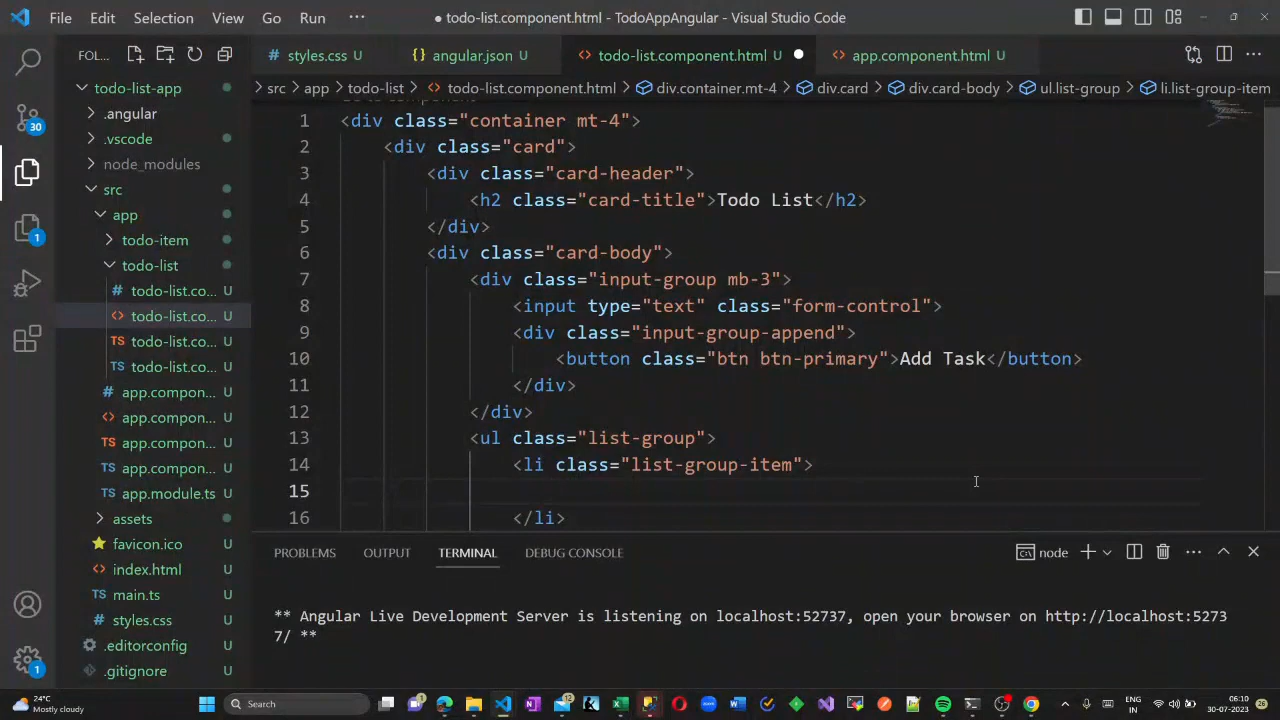 File Edit Selection View Go Run ··· ● todo-list.component.html - TodoAppAngular - Visual Studio Code
FOL... styles.css U {} angular.json U todo-list.component.html U app.component.html U
src > app > todo-list > todo-list.component.html > div.container.mt-4 > div.card > div.card-body > ul.list-group > li.list-group-item
todo-list-app
.angular
.vscode
node_modules
src
app
todo-item
todo-list
# todo-list.co... U
<> todo-list.co... U
TS todo-list.co... U
TS todo-list.co... U
# app.compon... U
<> app.compon... U
TS app.compon... U
TS app.compon... U
TS app.module.ts U
assets
favicon.ico U
<> index.html U
TS main.ts U
# styles.css U
.editorconfig U
.gitignore U
30
1
1
1 <div class="container mt-4">
2 <div class="card">
3 <div class="card-header">
4 <h2 class="card-title">Todo List</h2>
5 </div>
6 <div class="card-body">
7 <div class="input-group mb-3">
8 <input type="text" class="form-control">
9 <div class="input-group-append">
10 <button class="btn btn-primary">Add Task</button>
11 </div>
12 </div>
13 <ul class="list-group">
14 <li class="list-group-item">
15
16 </li>
PROBLEMS OUTPUT TERMINAL DEBUG CONSOLE node
** Angular Live Development Server is listening on localhost:52737, open your browser on http://localhost:5273
7/ **
24°C
Mostly cloudy
Search
ENG
IN
06:10
30-07-2023